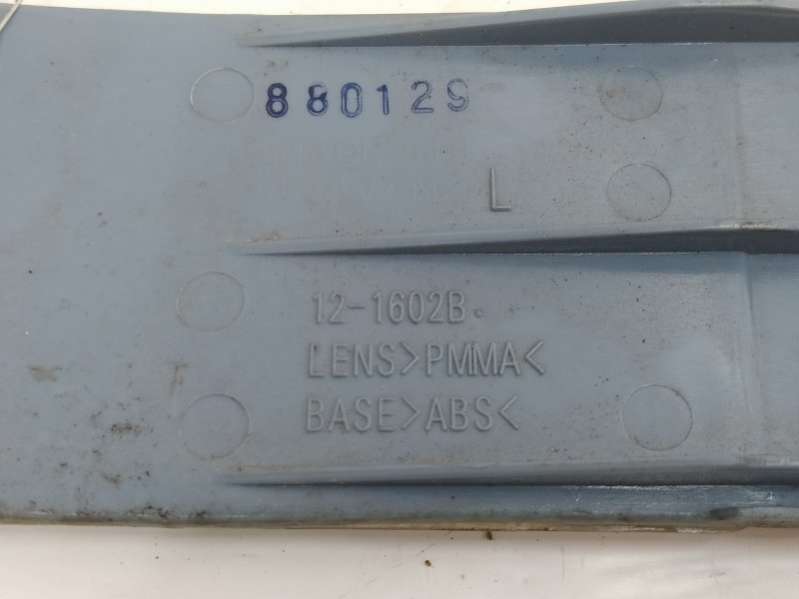 880129
L
12-1602B
LENS>PMMA<
BASE>ABS<